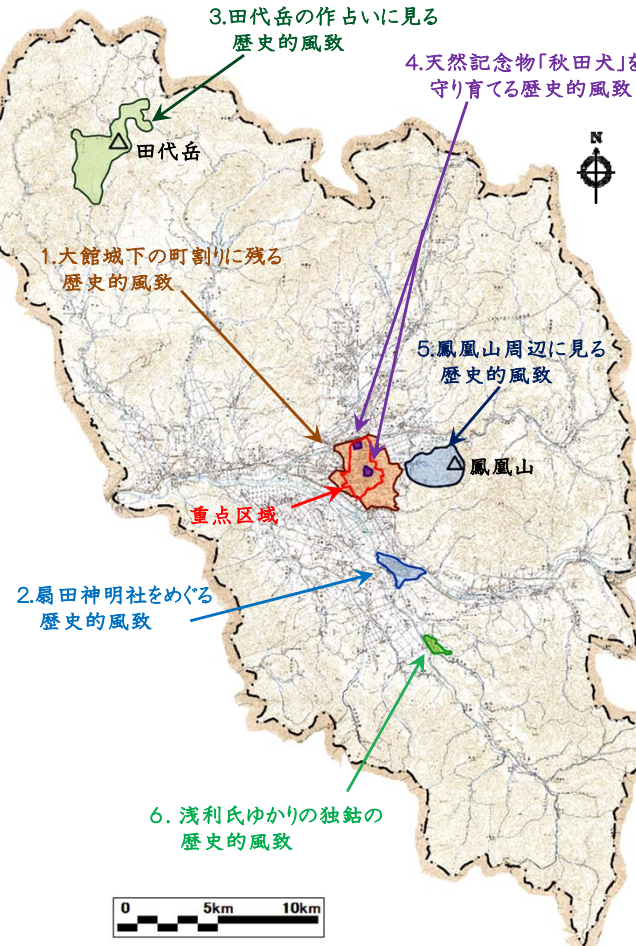 3.田代岳の作占いに見る
歴史的風致
4.天然記念物「秋田犬」を
守り育てる歴史的風致
N
田代岳
1.大館城下の町割りに残る
歴史的風致
5.鳳凰山周辺に見る
歴史的風致
鳳凰山
重点区域
2.扇田神明社をめぐる
歴史的風致
6. 浅利氏ゆかりの独鈷の
歴史的風致
0 5km 10km